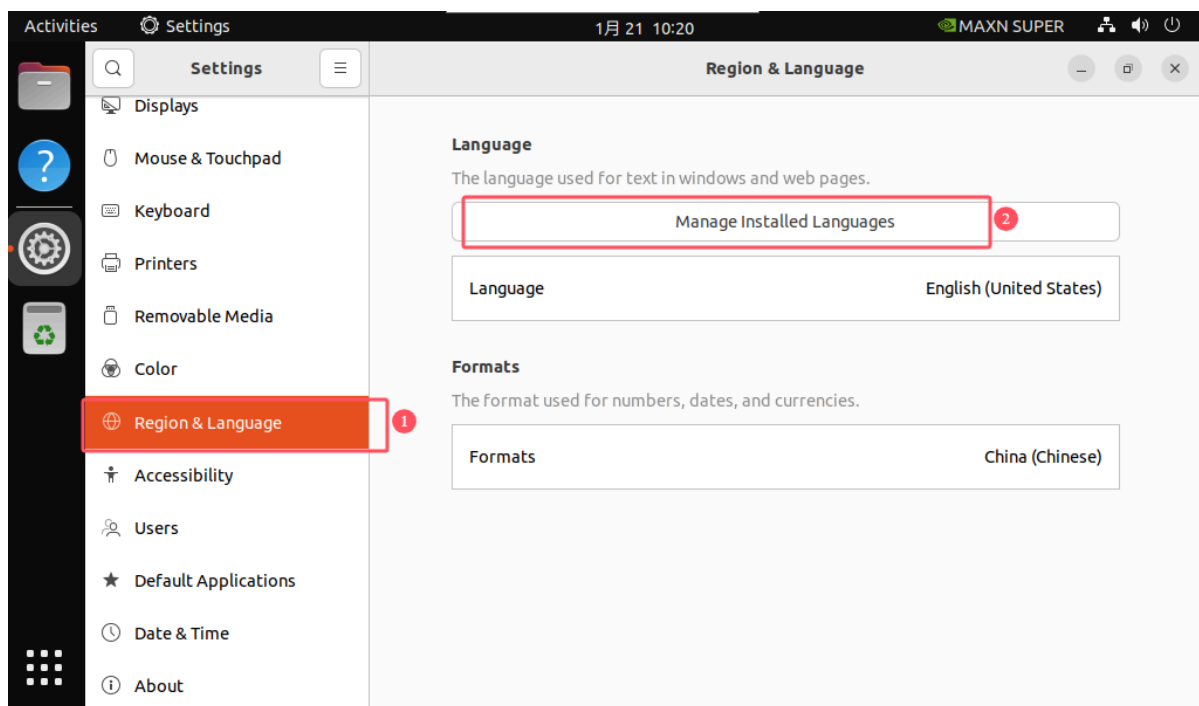 Activities
Settings
1月 21 10:20
MAXN SUPER
Settings
Region & Language
Displays
Mouse & Touchpad
Keyboard
Printers
Removable Media
Color
Region & Language
1
Accessibility
Users
Default Applications
Date & Time
About
Language
The language used for text in windows and web pages.
Manage Installed Languages
2
Language
English (United States)
Formats
The format used for numbers, dates, and currencies.
Formats
China (Chinese)